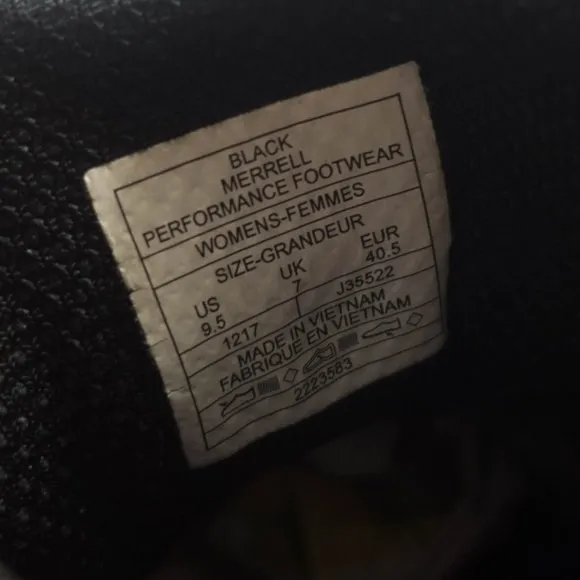 BLACK
MERRELL
PERFORMANCE FOOTWEAR
WOMENS-FEMMES
SIZE-GRANDEUR
US UK EUR
9.5 7 40.5
1217 J35522
MADE IN VIETNAM
FABRIQUE EN VIETNAM
2223583